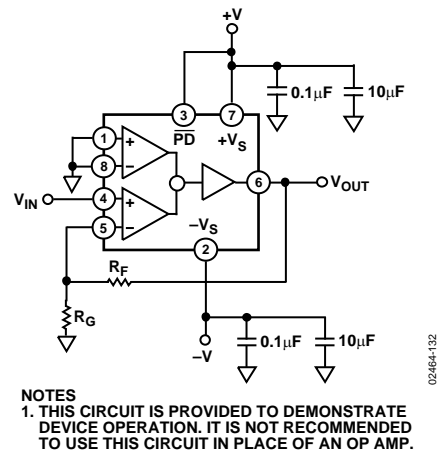 +V
0.1μF
10μF
3
7
PD
+VS
1
+
8
–
VIN
4
+
5
–
6
VOUT
–VS
2
RF
RG
0.1μF
10μF
–V
02464-132
NOTES
1. THIS CIRCUIT IS PROVIDED TO DEMONSTRATE
DEVICE OPERATION. IT IS NOT RECOMMENDED
TO USE THIS CIRCUIT IN PLACE OF AN OP AMP.